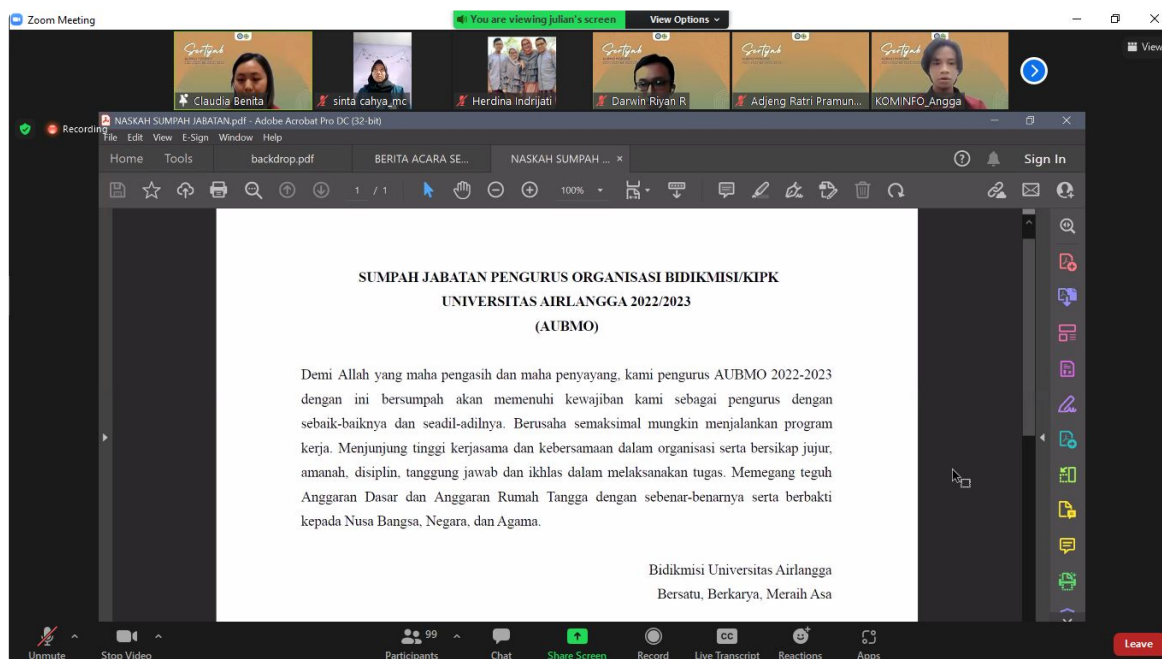 Zoom Meeting
You are viewing julian's screen
View Options
View
Sertijab
Sertijab
Sertijab
Sertijab
Claudia Benita
sinta cahya_mc
Herdina Indrijati
Darwin Riyan R
Adjeng Ratri Pramun...
KOMINFO_Angga
Recording
NASKAH SUMPAH JABATAN.pdf - Adobe Acrobat Pro DC (32-bit)
File Edit View E-Sign Window Help
Home Tools backdrop.pdf BERITA ACARA SE... NASKAH SUMPAH ... × Sign In
1 / 1 100%
SUMPAH JABATAN PENGURUS ORGANISASI BIDIKMISI/KIPK
UNIVERSITAS AIRLANGGA 2022/2023
(AUBMO)
Demi Allah yang maha pengasih dan maha penyayang, kami pengurus AUBMO 2022-2023
dengan ini bersumpah akan memenuhi kewajiban kami sebagai pengurus dengan
sebaik-baiknya dan seadil-adilnya. Berusaha semaksimal mungkin menjalankan program
kerja. Menjunjung tinggi kerjasama dan kebersamaan dalam organisasi serta bersikap jujur,
amanah, disiplin, tanggung jawab dan ikhlas dalam melaksanakan tugas. Memegang teguh
Anggaran Dasar dan Anggaran Rumah Tangga dengan sebenar-benarnya serta berbakti
kepada Nusa Bangsa, Negara, dan Agama.
Bidikmisi Universitas Airlangga
Bersatu, Berkarya, Meraih Asa
99
CC
Unmute Stop Video Participants Chat Share Screen Record Live Transcript Reactions Apps
Leave